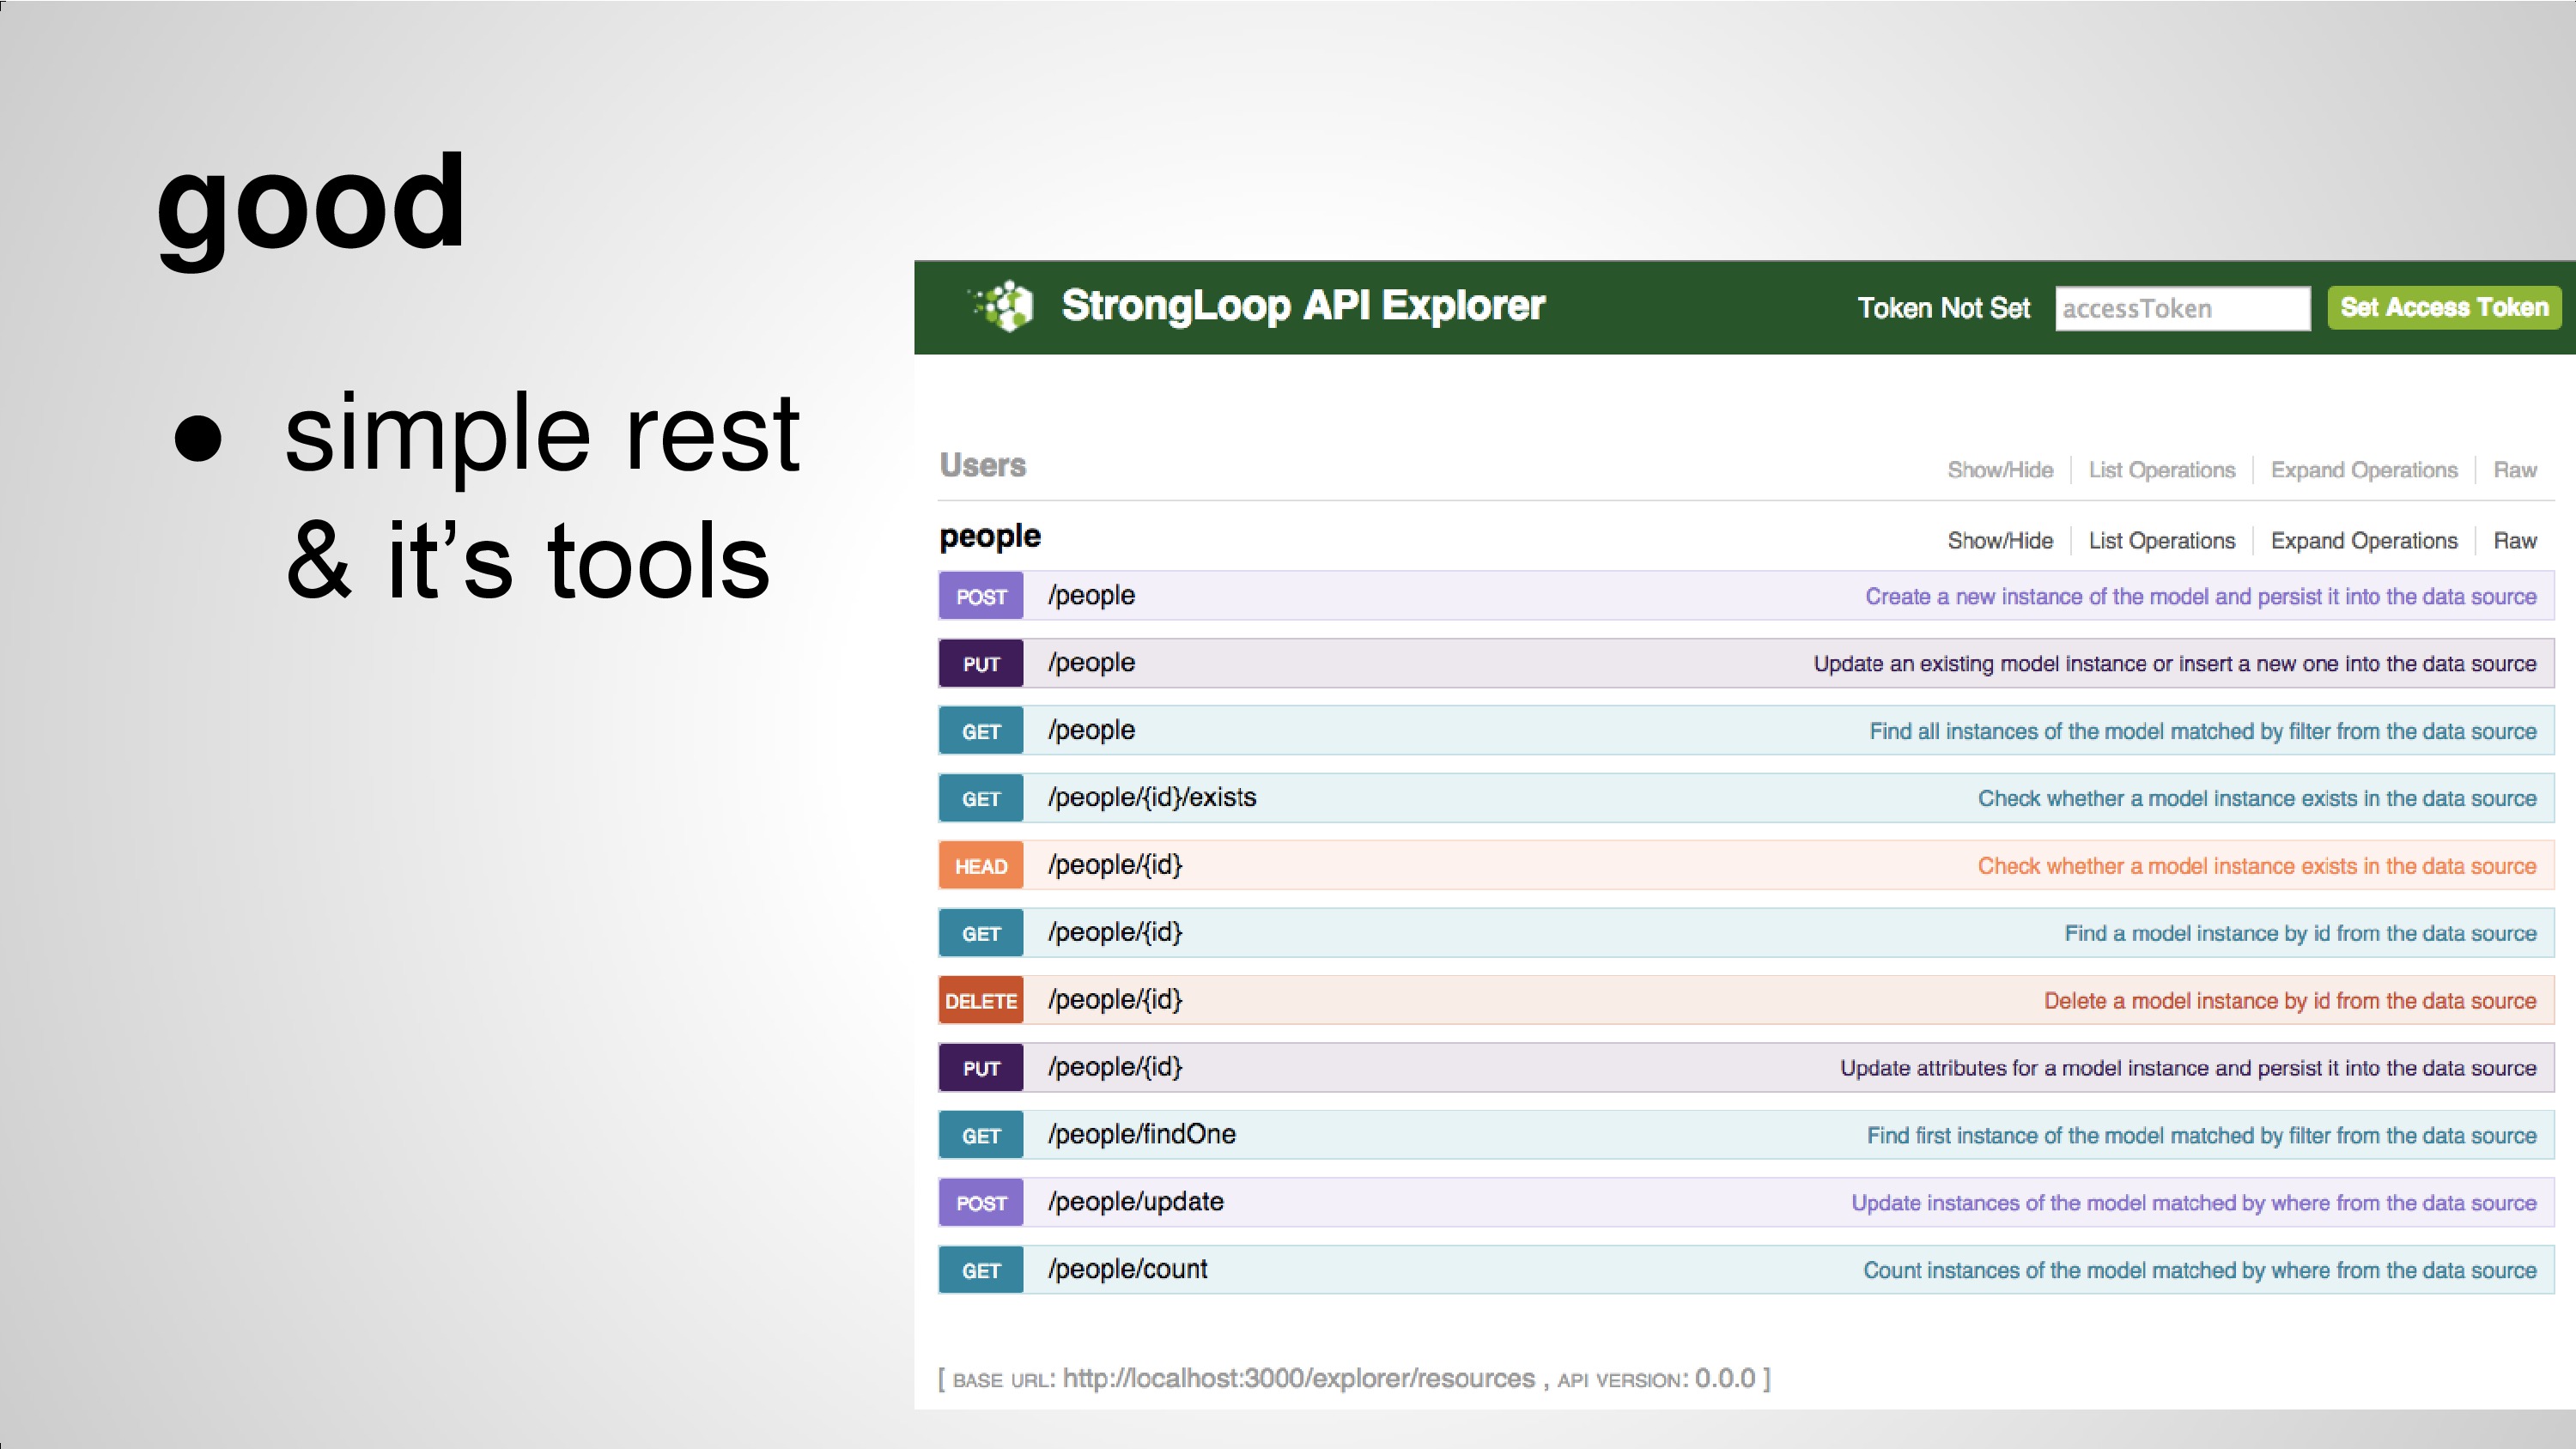 good
● simple rest
& it’s tools
StrongLoop API Explorer Token Not Set accessToken Set Access Token
Users Show/Hide List Operations Expand Operations Raw
people Show/Hide List Operations Expand Operations Raw
POST /people Create a new instance of the model and persist it into the data source
PUT /people Update an existing model instance or insert a new one into the data source
GET /people Find all instances of the model matched by filter from the data source
GET /people/{id}/exists Check whether a model instance exists in the data source
HEAD /people/{id} Check whether a model instance exists in the data source
GET /people/{id} Find a model instance by id from the data source
DELETE /people/{id} Delete a model instance by id from the data source
PUT /people/{id} Update attributes for a model instance and persist it into the data source
GET /people/findOne Find first instance of the model matched by filter from the data source
POST /people/update Update instances of the model matched by where from the data source
GET /people/count Count instances of the model matched by where from the data source
[ BASE URL: http://localhost:3000/explorer/resources , API VERSION: 0.0.0 ]